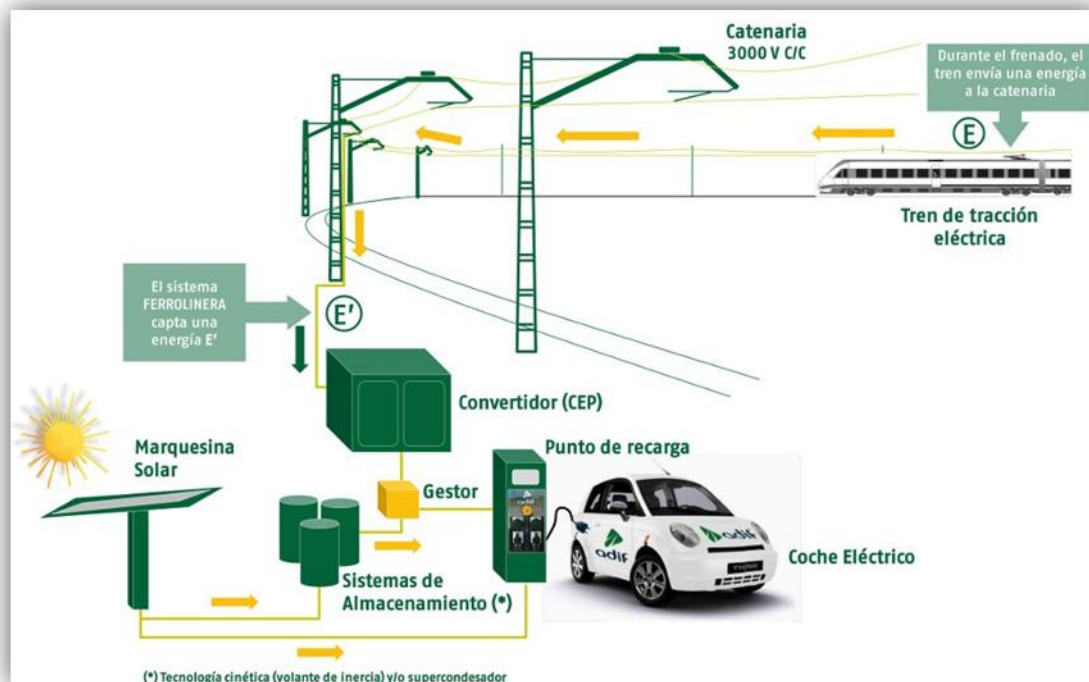 Catenaria
3000 V C/C
Durante el frenado, el
tren envía una energía
a la catenaria
E
Tren de tracción
eléctrica
El sistema
FERROLINERA
capta una
energía E'
E'
Convertidor (CEP)
Marquesina
Solar
Punto de recarga
Gestor
adif
adif
adif
Coche Eléctrico
Sistemas de
Almacenamiento (*)
(*) Tecnología cinética (volante de inercia) y/o supercondesador